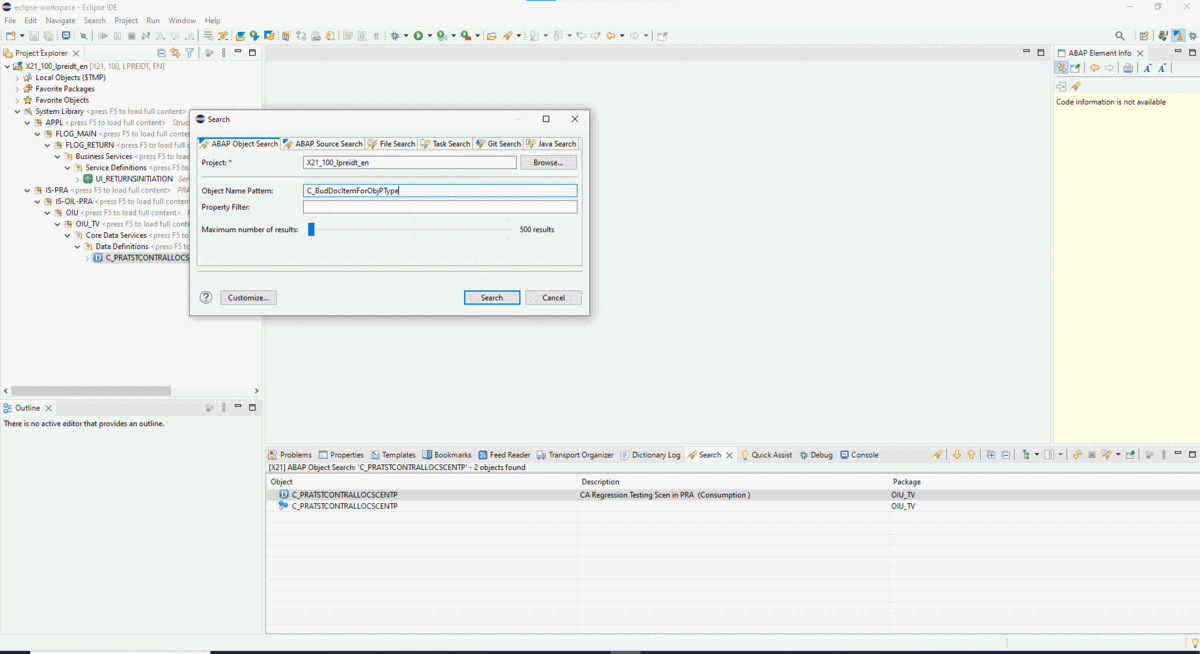 eclipse-workspace - Eclipse IDE
File Edit Navigate Search Project Run Window Help
Project Explorer
X21_100_lpreidt_en [X21, 100, LPREIDT, EN]
Local Objects ($TMP)
Favorite Packages
Favorite Objects
System Library <press F5 to load full content>
APPL <press F5 to load full content> Struc
FLOG_MAIN <press F5 to load full conte
FLOG_RETURN <press F5 to load ful
Business Services <press F5 to load
Service Definitions <press F5 to
UI_RETURNSINITIATION Ser
IS-PRA <press F5 to load full content> PRA
IS-OIL-PRA <press F5 to load full content
OIU <press F5 to load full content>
OIU_TV <press F5 to load full conte
Core Data Services <press F5 to
Data Definitions <press F5 t
C_PRATSTCONTRALLOCS
Search
ABAP Object Search ABAP Source Search File Search Task Search Git Search Java Search
Project: * X21_100_lpreidt_en Browse...
Object Name Pattern: C_BudDocItemForObjPType
Property Filter:
Maximum number of results: 500 results
Customize... Search Cancel
ABAP Element Info
Code information is not available
Outline
There is no active editor that provides an outline.
Problems Properties Templates Bookmarks Feed Reader Transport Organizer Dictionary Log Search Quick Assist Debug Console
[X21] ABAP Object Search: 'C_PRATSTCONTRALLOCSCENTP' - 2 objects found
Object Description Package
C_PRATSTCONTRALLOCSCENTP CA Regression Testing Scen in PRA (Consumption ) OIU_TV
C_PRATSTCONTRALLOCSCENTP OIU_TV